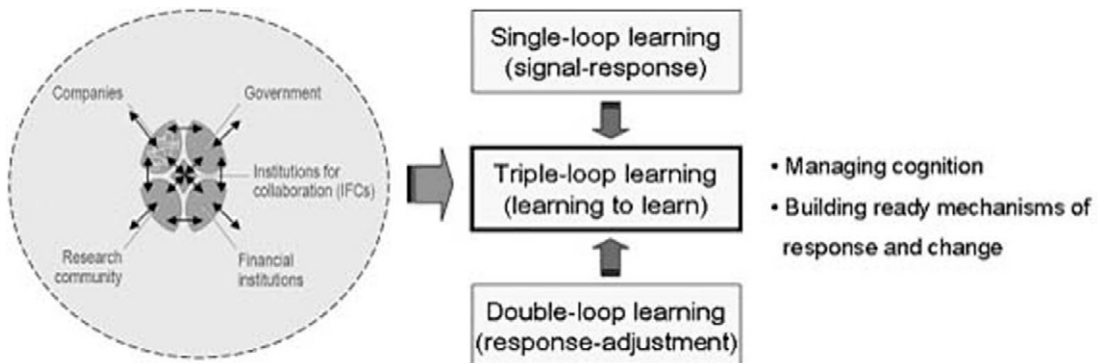 Companies
Government
Institutions for
collaboration (IFCs)
Research
community
Financial
institutions
Single-loop learning
(signal-response)
Triple-loop learning
(learning to learn)
Double-loop learning
(response-adjustment)
• Managing cognition
• Building ready mechanisms of
response and change